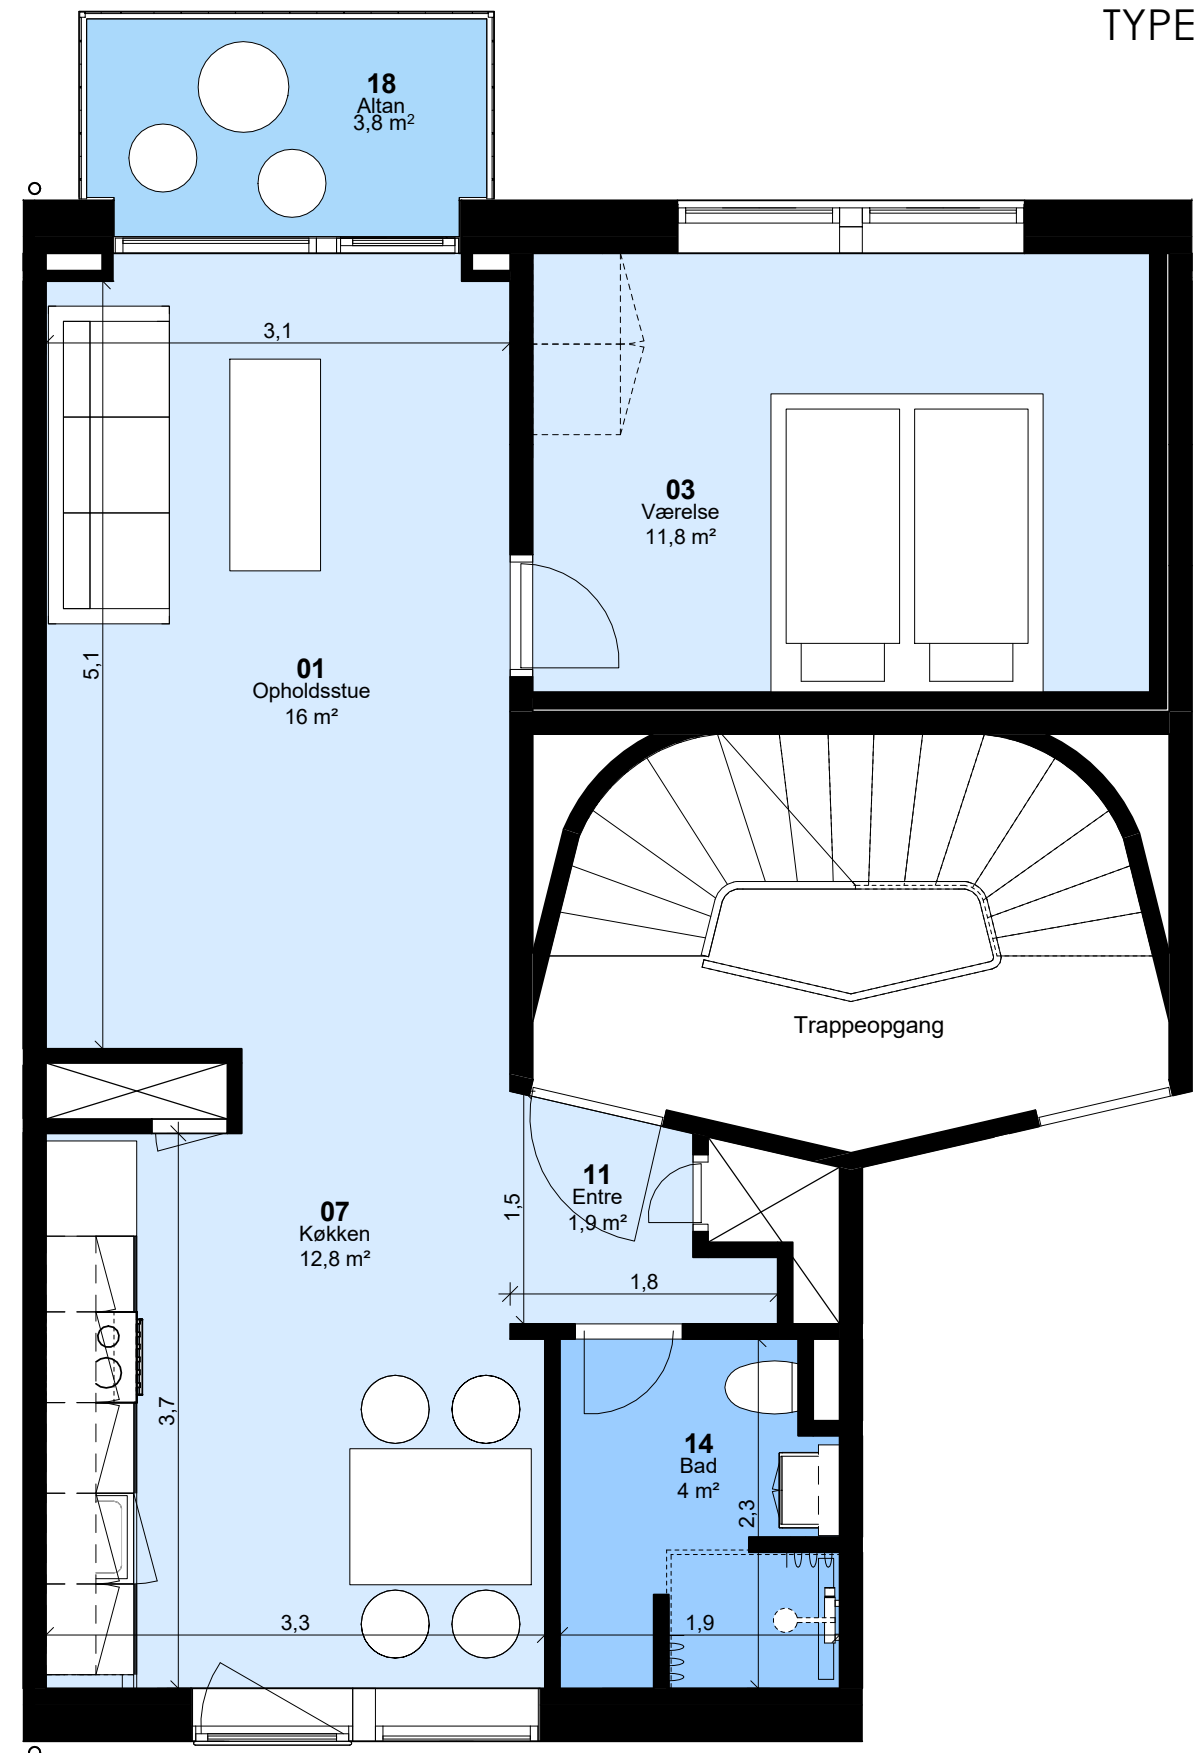 TYPE
18
Altan
3,8 m²
3,1
03
Værelse
11,8 m²
5,1
01
Opholdsstue
16 m²
Trappeopgang
11
Entre
1,9 m²
1,5
07
Køkken
12,8 m²
1,8
3,7
14
Bad
4 m²
2,3
3,3
1,9